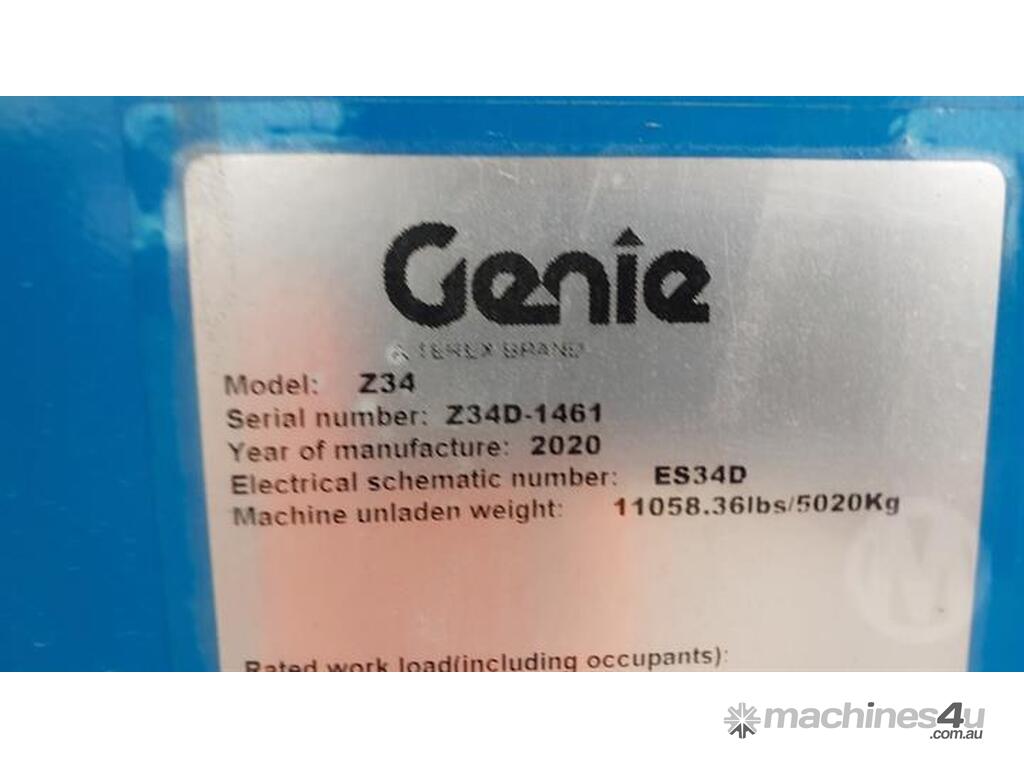 Genie
A TEREX BRAND
Model: Z34
Serial number: Z34D-1461
Year of manufacture: 2020
Electrical schematic number: ES34D
Machine unladen weight: 11058.36lbs/5020Kg
M
Rated work load(including occupants):
machines4u
.com.au